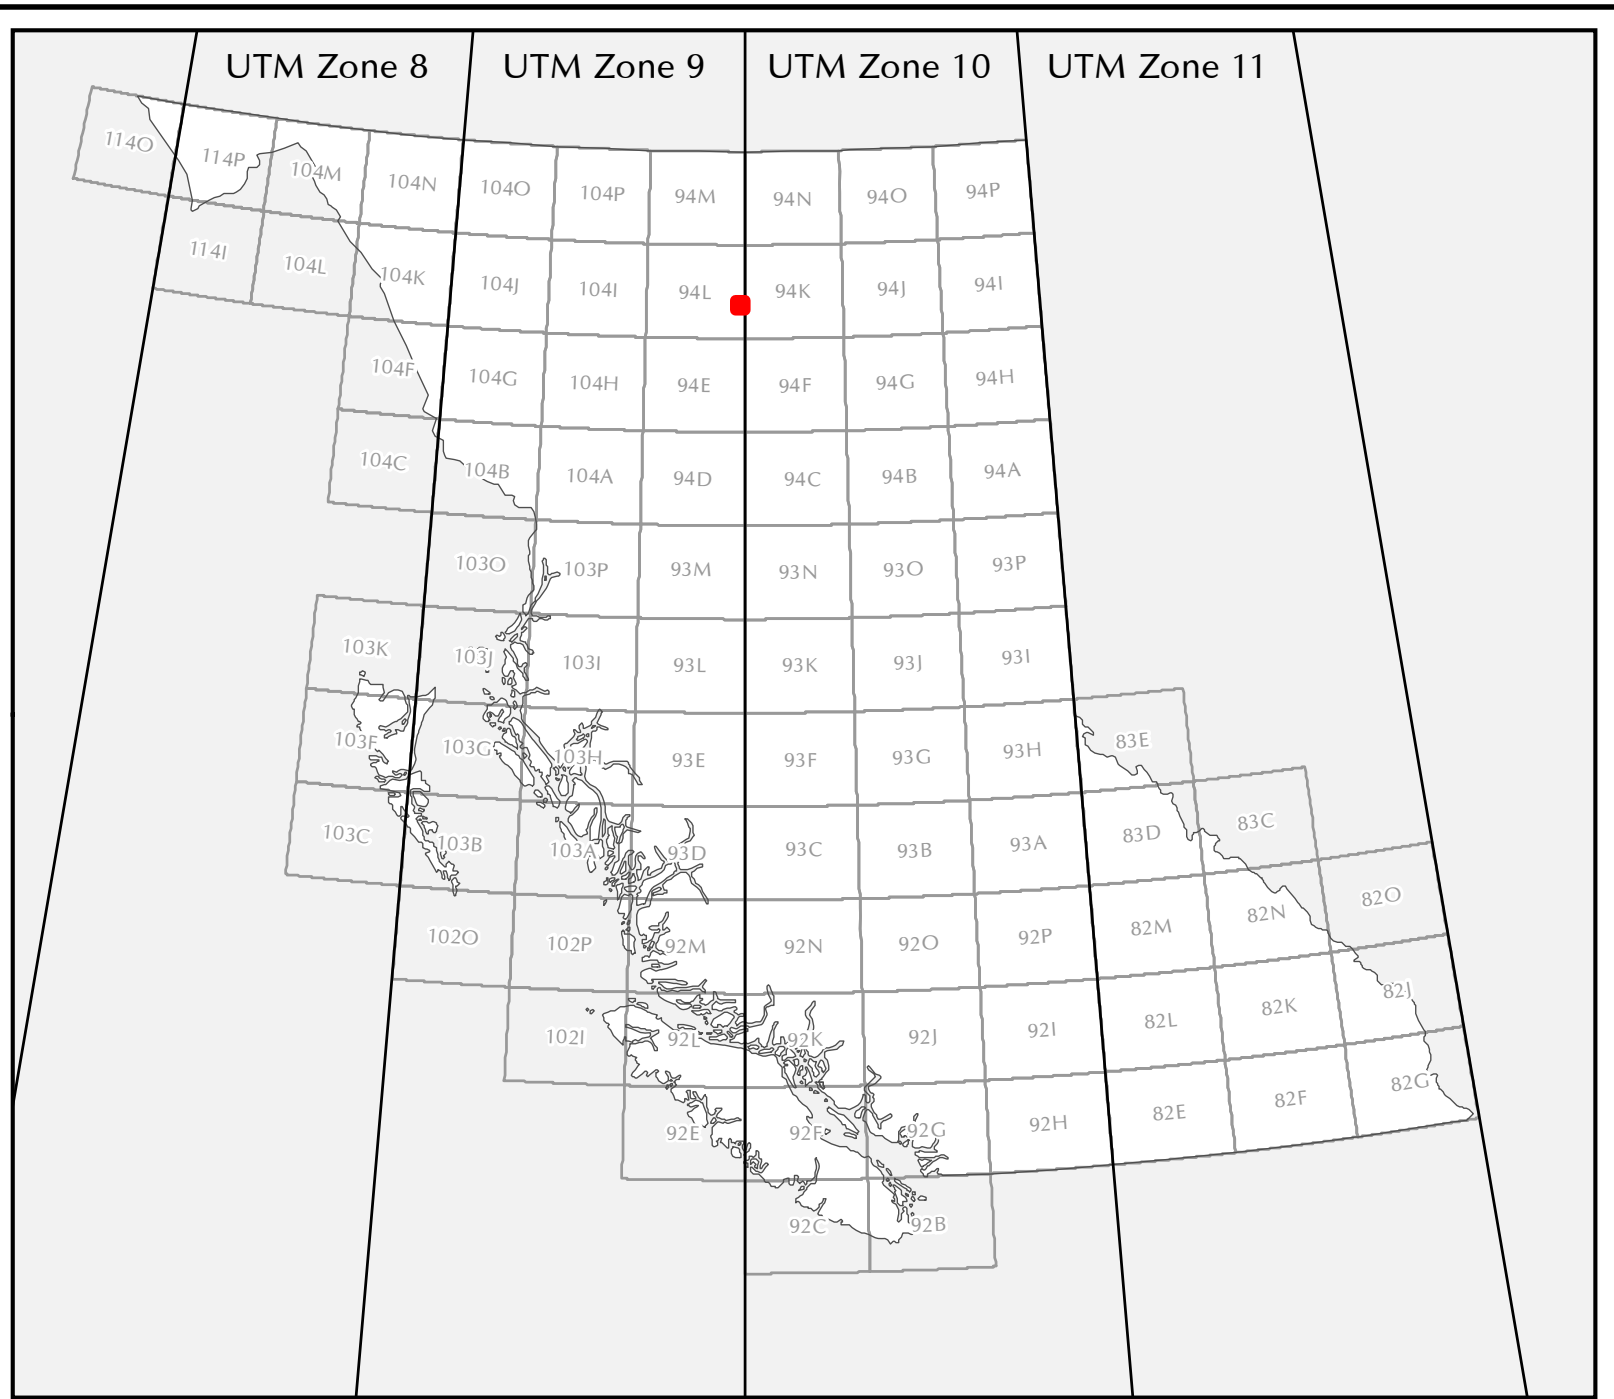 UTM Zone 8 UTM Zone 9 UTM Zone 10 UTM Zone 11
114O 114P 104M 104N 104O 104P 94M 94N 94O 94P
114I 104L 104K 104J 104I 94L 94K 94J 94I
104F 104G 104H 94E 94F 94G 94H
104C 104B 104A 94D 94C 94B 94A
103O 103P 93M 93N 93O 93P
103K 103J 103I 93L 93K 93J 93I
103F 103G 103H 93E 93F 93G 93H 83E
103C 103B 103A 93D 93C 93B 93A 83D 83C
102O 102P 92M 92N 92O 92P 82M 82N 82O
102I 92L 92K 92J 92I 82L 82K 82J
92E 92F 92G 92H 82E 82F 82G
92C 92B